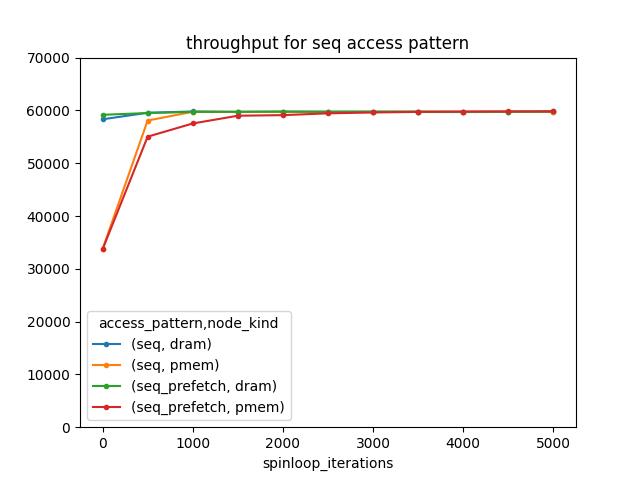 throughput for seq access pattern
70000
60000
50000
40000
30000
20000
10000
0
access_pattern,node_kind
(seq, dram)
(seq, pmem)
(seq_prefetch, dram)
(seq_prefetch, pmem)
0 1000 2000 3000 4000 5000
spinloop_iterations